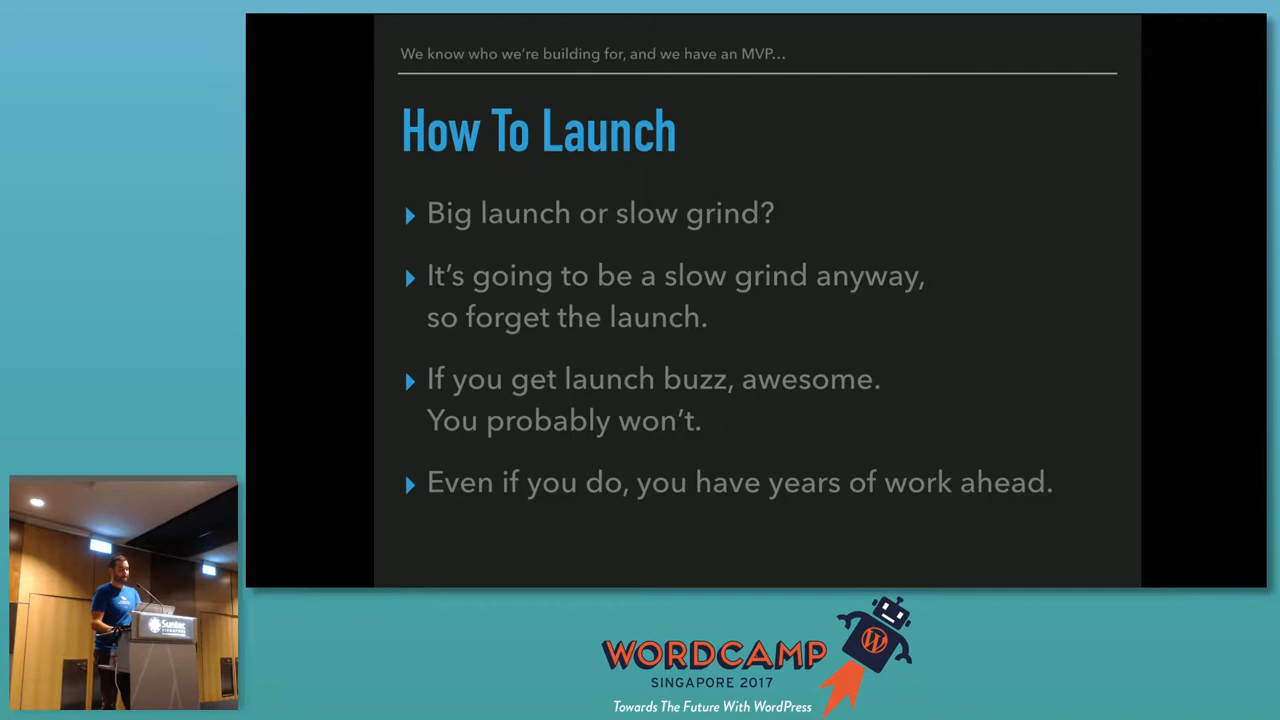 We know who we're building for, and we have an MVP...
How To Launch
Big launch or slow grind?
It's going to be a slow grind anyway,
so forget the launch.
If you get launch buzz, awesome.
You probably won't.
Even if you do, you have years of work ahead.
Suntec
SINGAPORE
WORDCAMP
SINGAPORE 2017
Towards The Future With WordPress